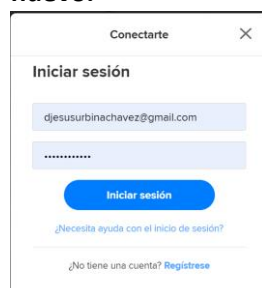 Conectarte
Iniciar sesión
djesusurbinachavez@gmail.com
••••••••••••
Iniciar sesión
¿Necesita ayuda con el inicio de sesión?
¿No tiene una cuenta? Regístrese